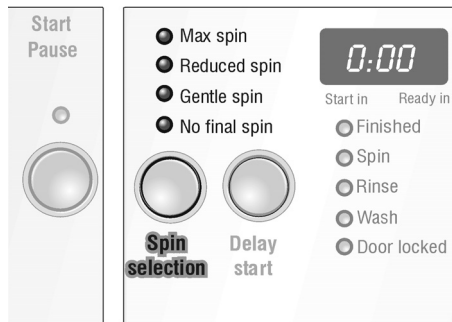 Start
Pause
Max spin
Reduced spin
Gentle spin
No final spin
Spin
selection
Delay
start
0:00
Start in Ready in
Finished
Spin
Rinse
Wash
Door locked